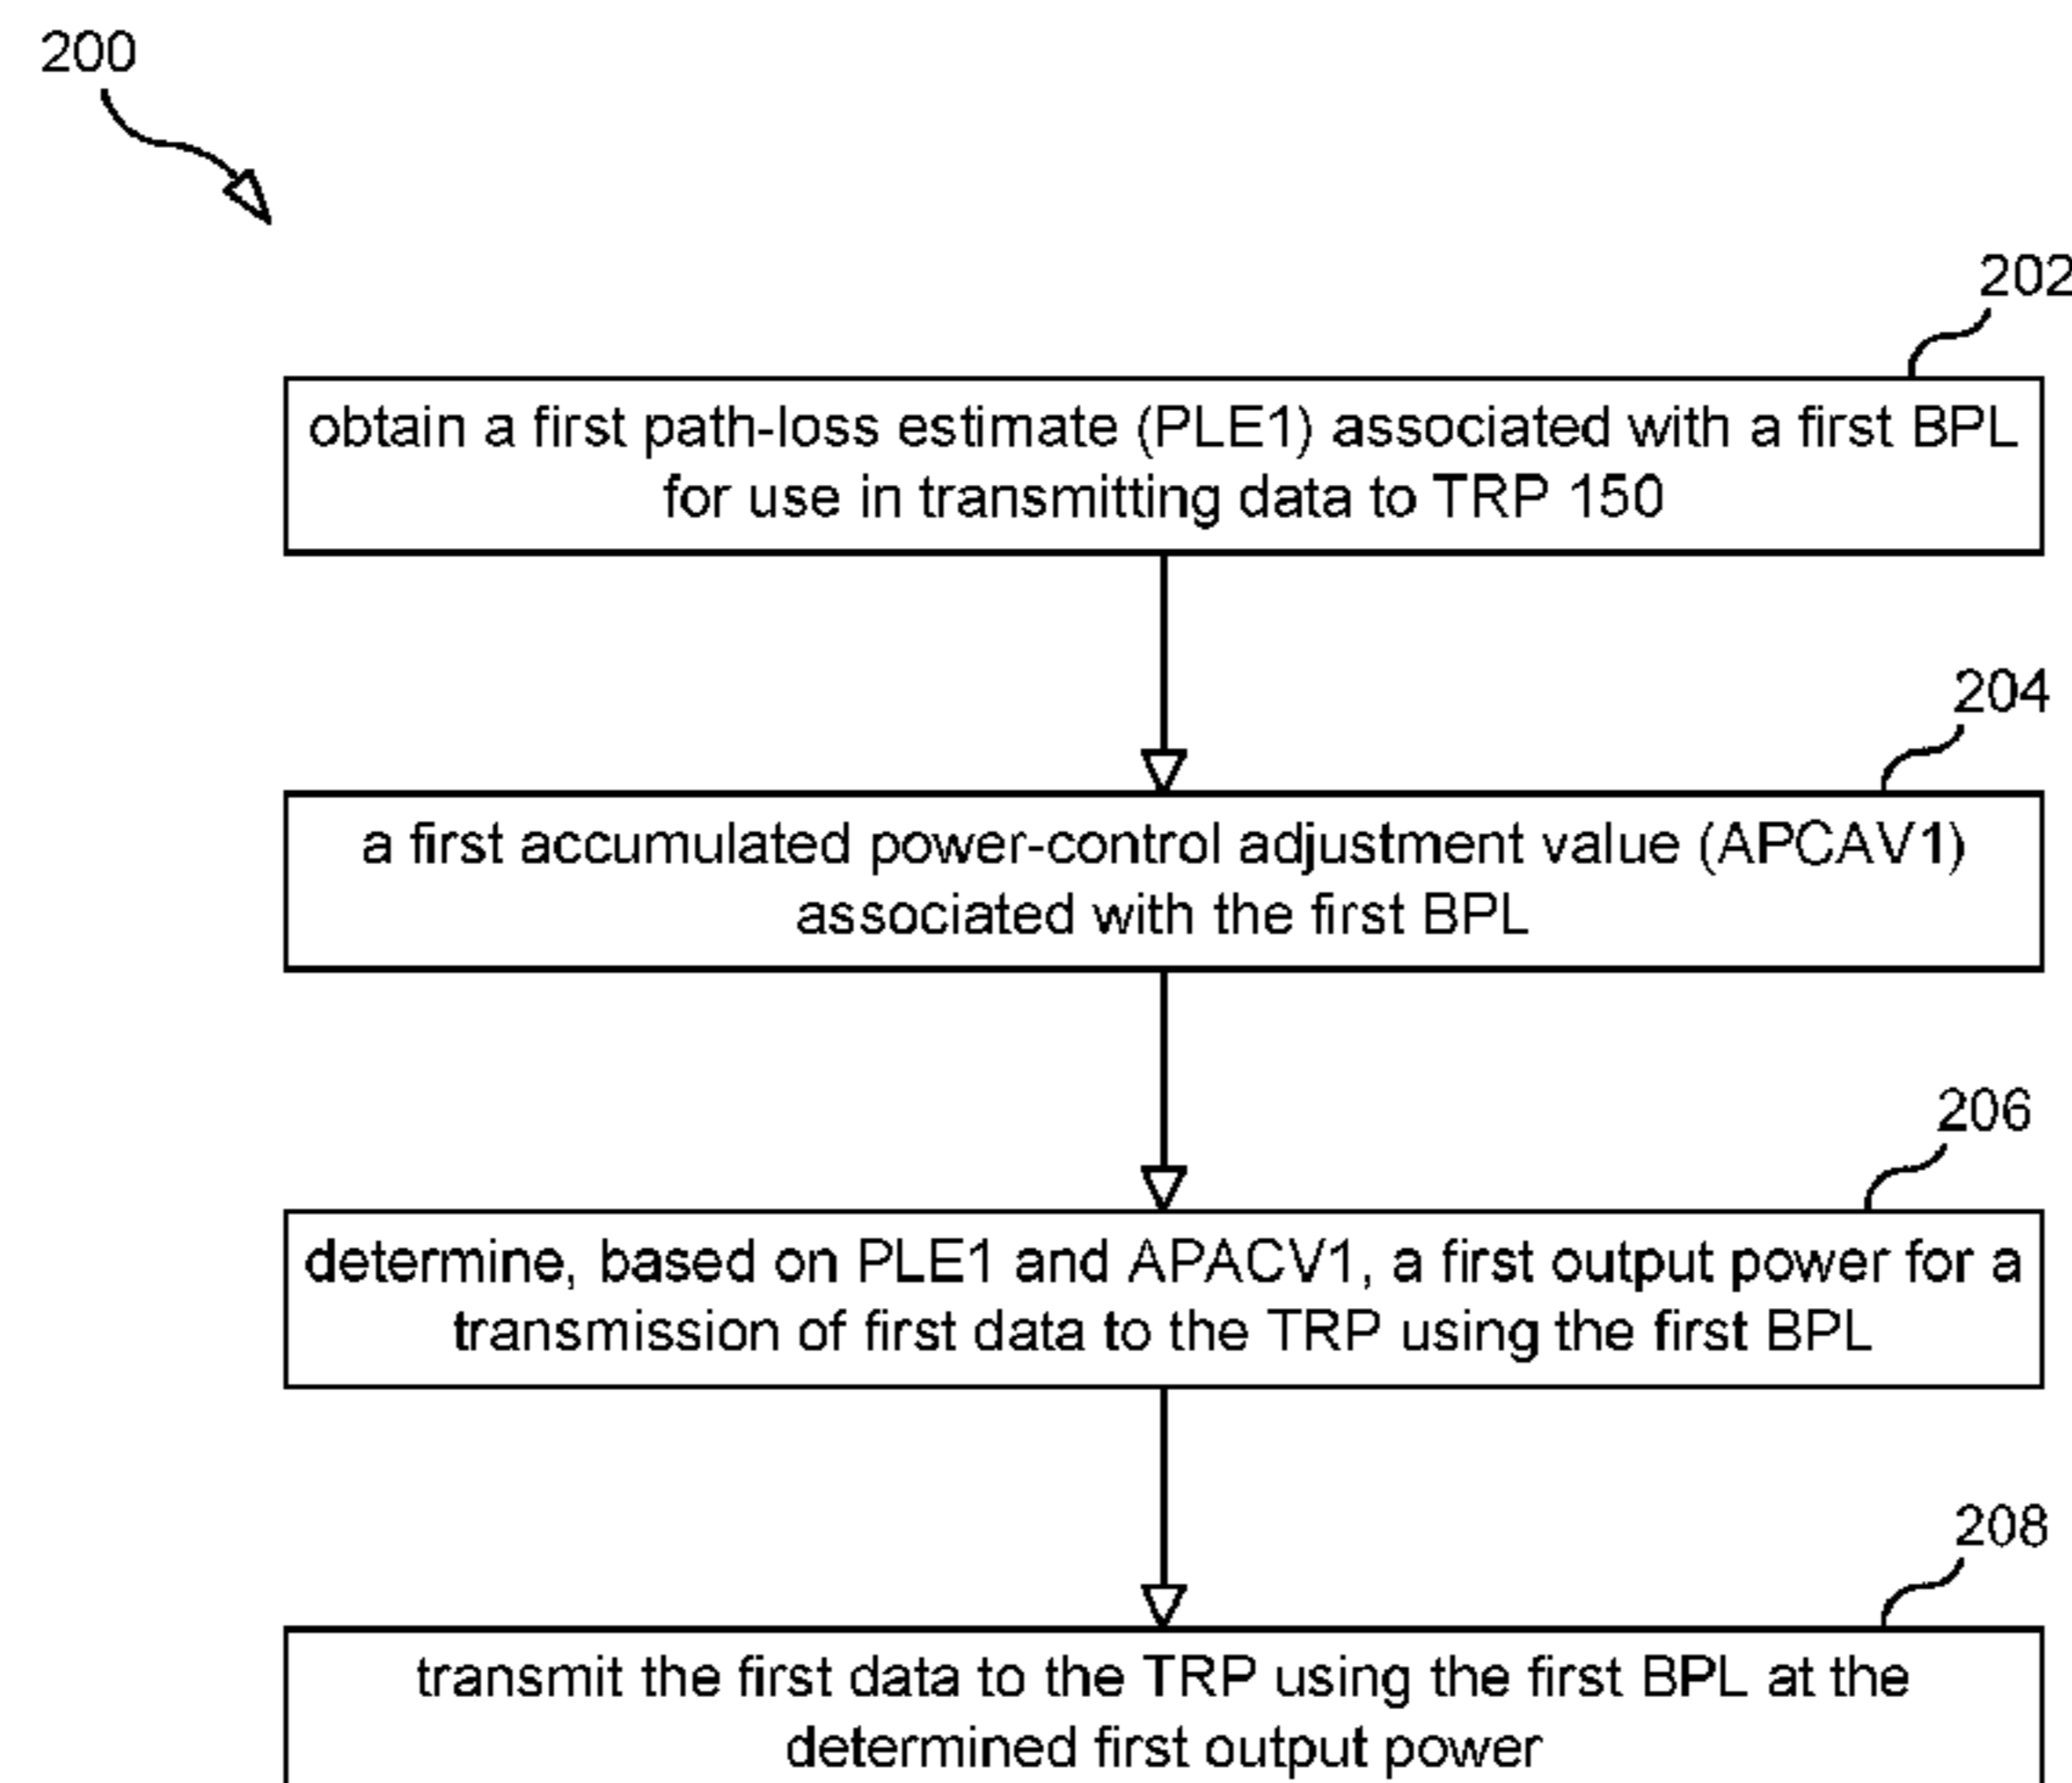 200
202
obtain a first path-loss estimate (PLE1) associated with a first BPL
for use in transmitting data to TRP 150
204
a first accumulated power-control adjustment value (APCAV1)
associated with the first BPL
206
determine, based on PLE1 and APACV1, a first output power for a
transmission of first data to the TRP using the first BPL
208
transmit the first data to the TRP using the first BPL at the
determined first output power